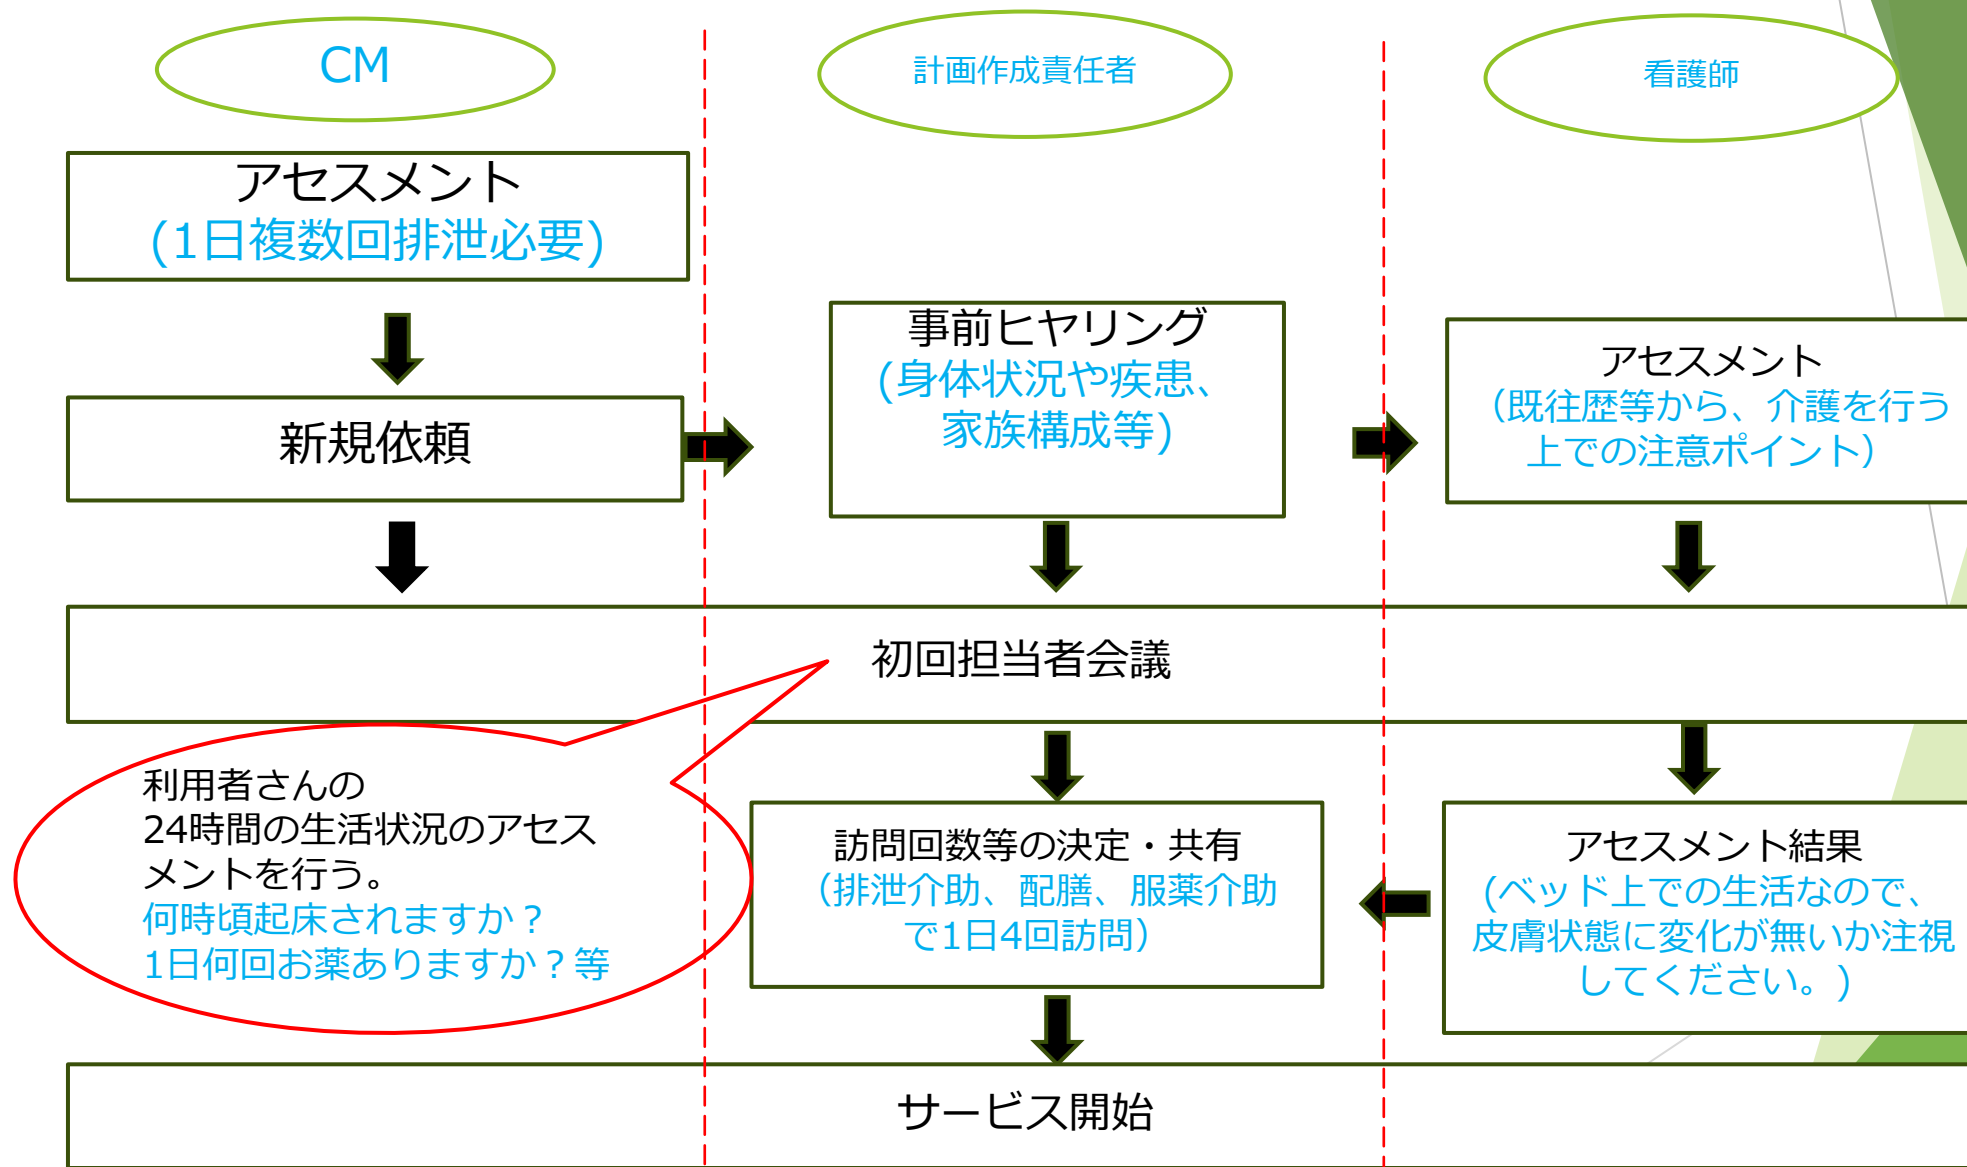 CM
計画作成責任者
看護師
アセスメント
(1日複数回排泄必要)
新規依頼
事前ヒヤリング
(身体状況や疾患、
家族構成等)
アセスメント
（既往歴等から、介護を行う
上での注意ポイント）
初回担当者会議
利用者さんの
24時間の生活状況のアセス
メントを行う。
何時頃起床されますか？
1日何回お薬ありますか？等
訪問回数等の決定・共有
（排泄介助、配膳、服薬介助
で1日4回訪問）
アセスメント結果
(ベッド上での生活なので、
皮膚状態に変化が無いか注視
してください。)
サービス開始